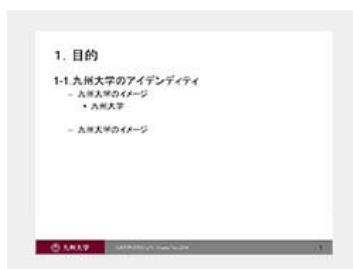 1. 目的
1-1.九州大学のアイデンディティ
– 九州大学のイメージ
• 九州大学
– 九州大学のイメージ
九州大学
1